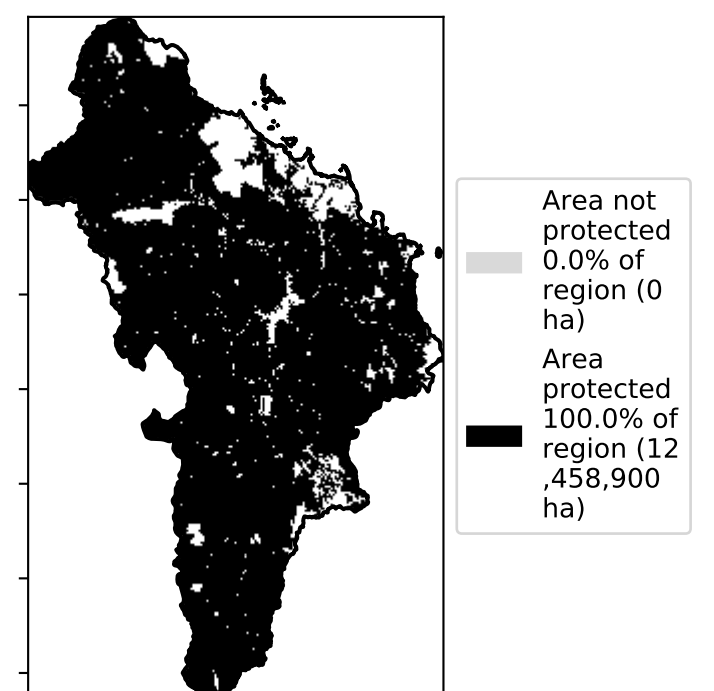 Area not
protected
0.0% of
region (0
ha)
Area
protected
100.0% of
region (12
,458,900
ha)